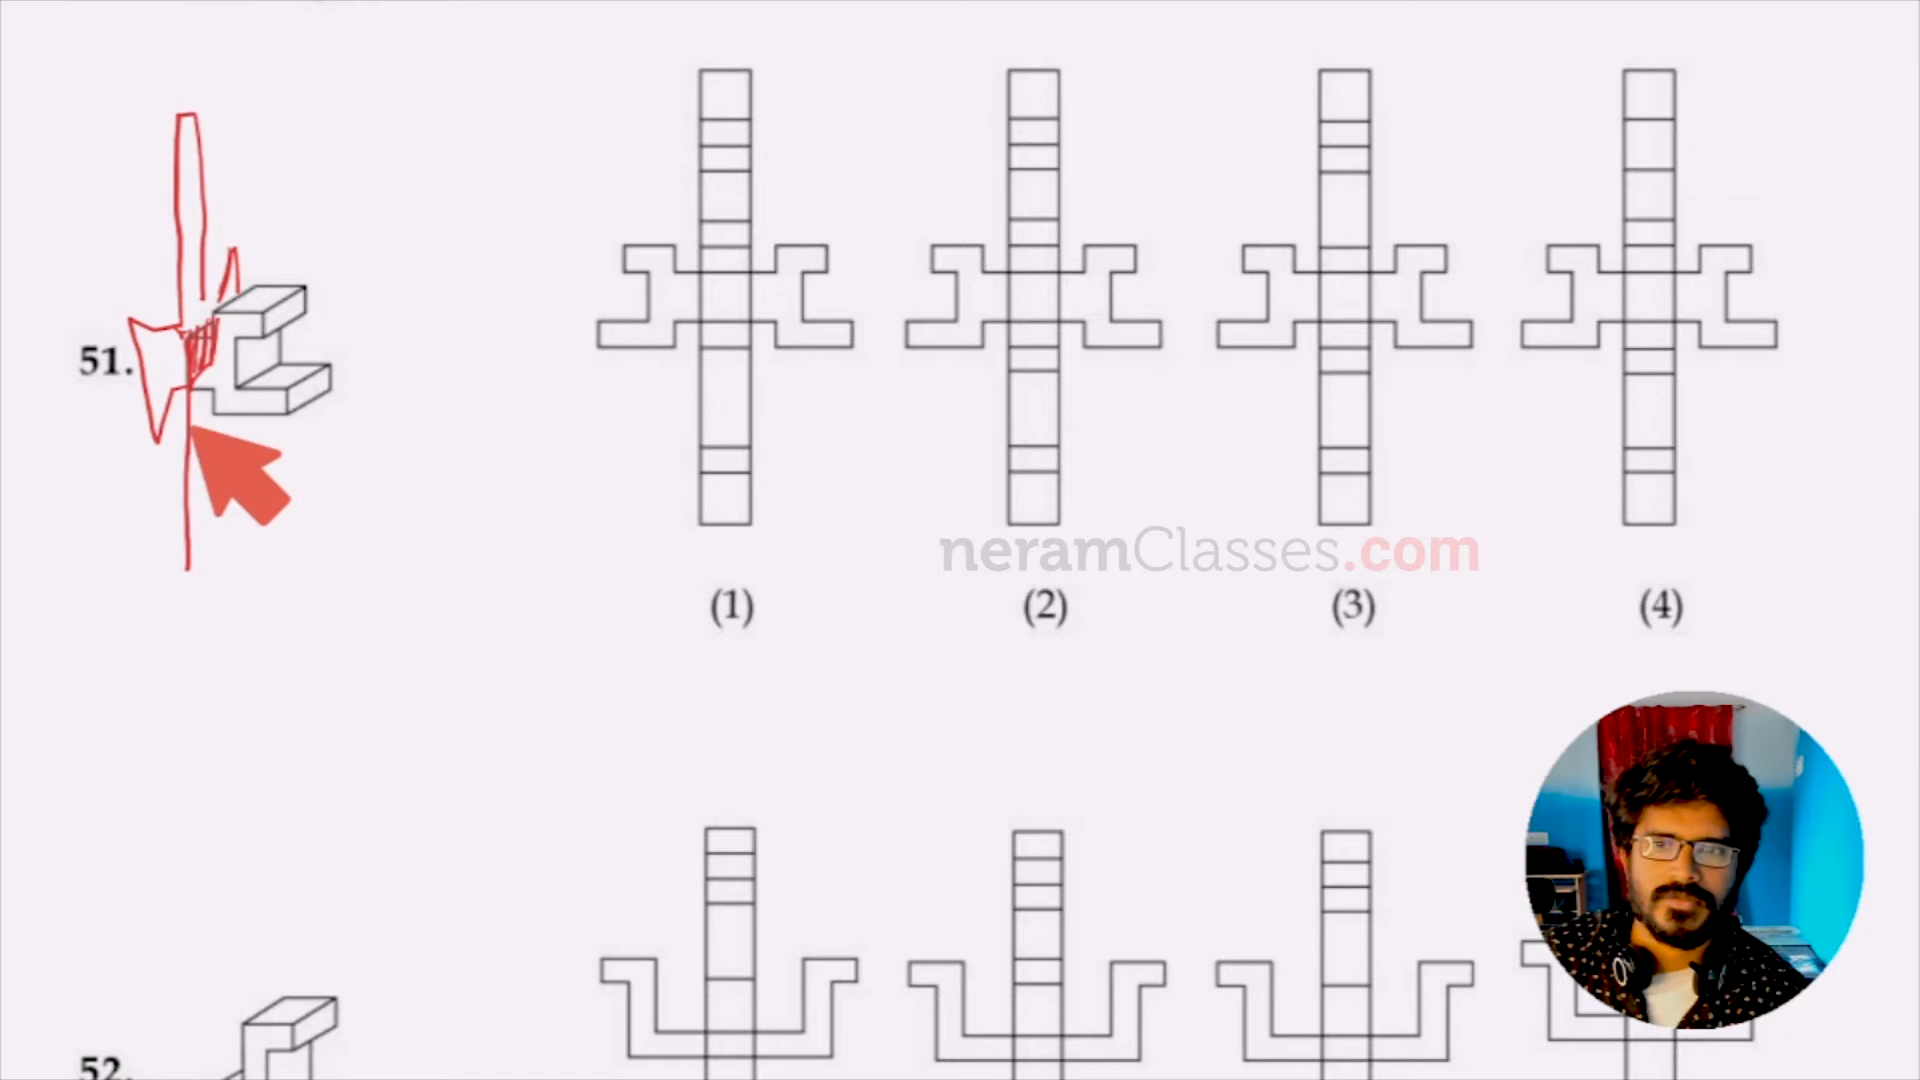 51.
neramClasses.com
(1) (2) (3) (4)
52.